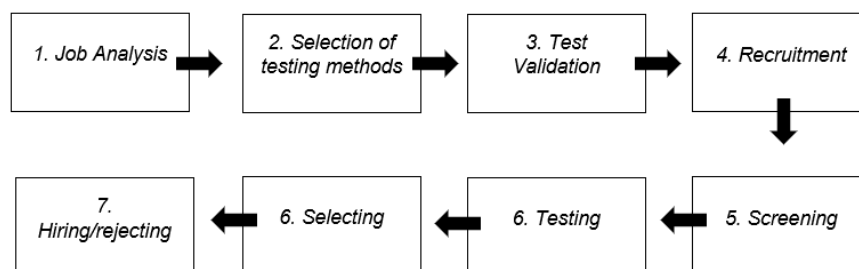 1. Job Analysis
2. Selection of
testing methods
3. Test
Validation
4. Recruitment
5. Screening
6. Testing
6. Selecting
7.
Hiring/rejecting